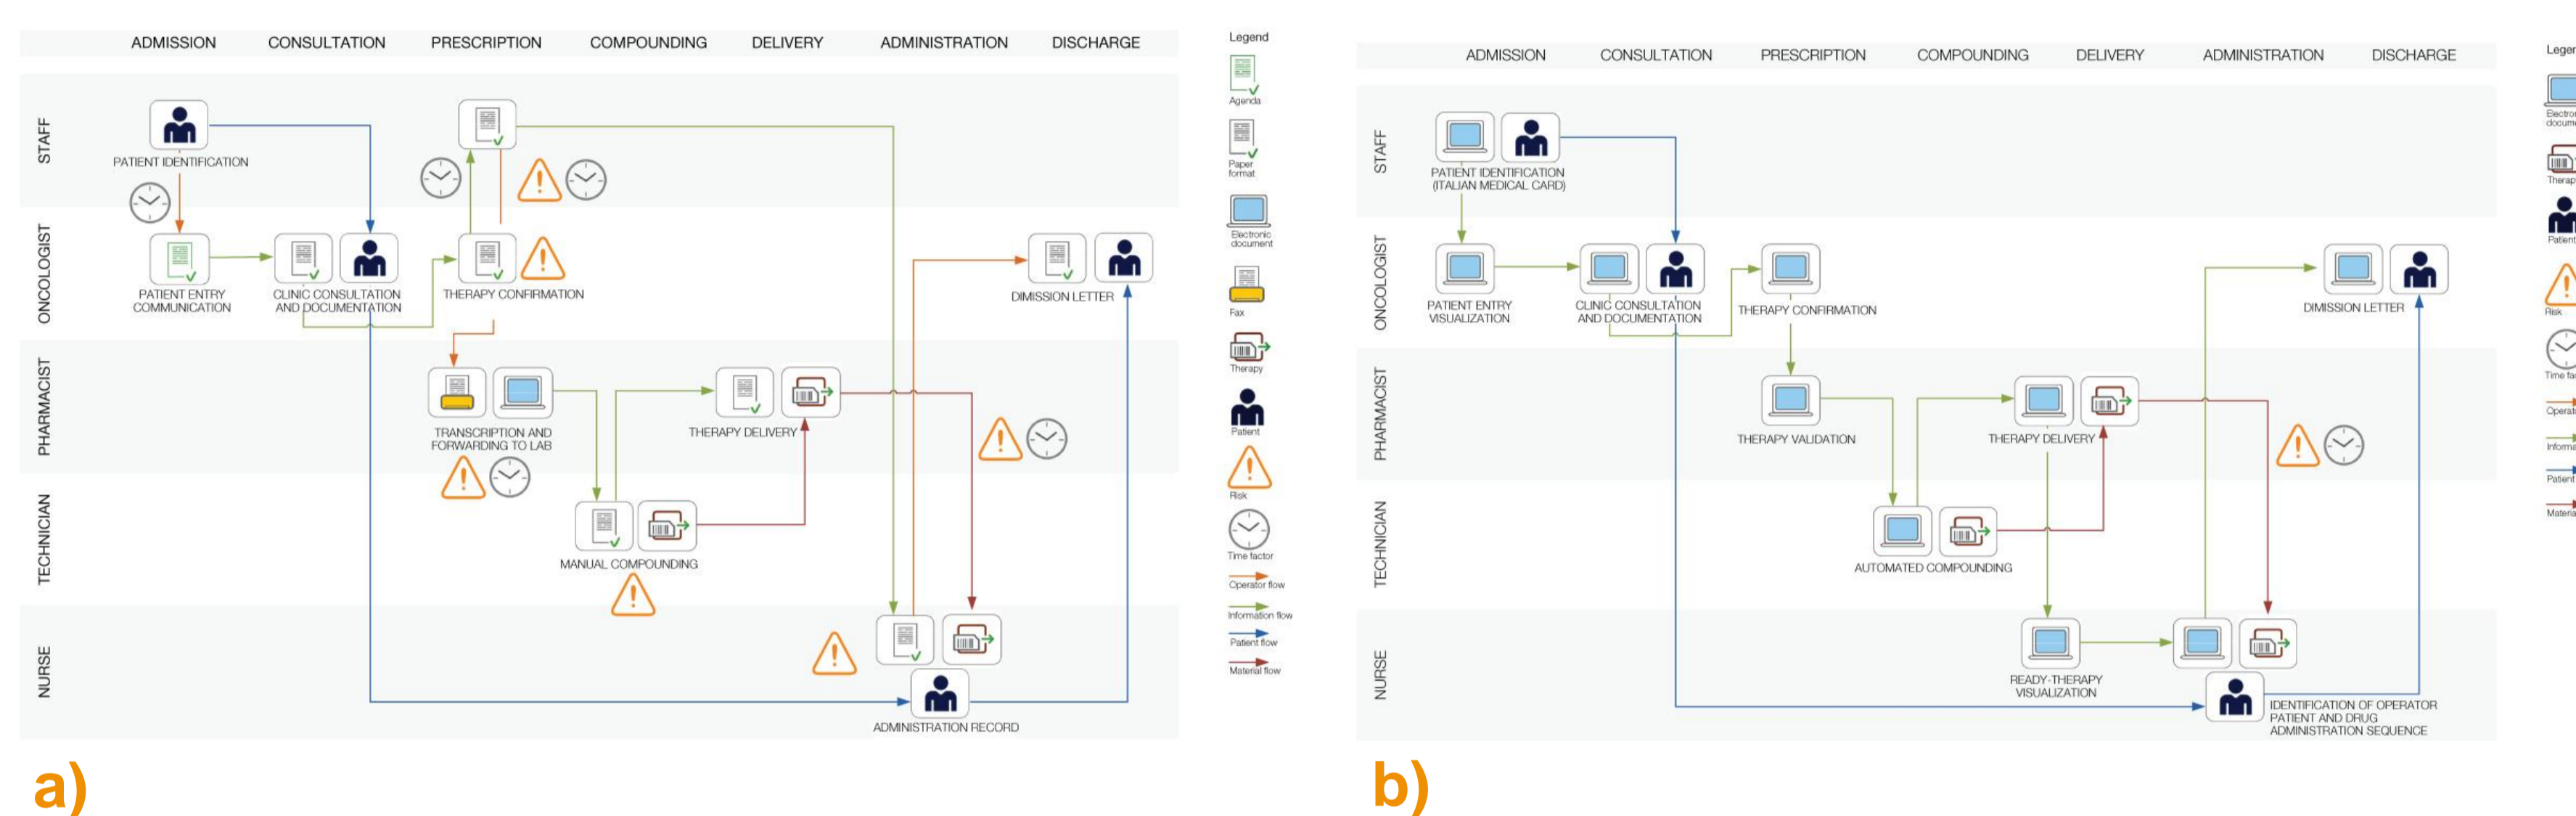 ADMISSION CONSULTATION PRESCRIPTION COMPOUNDING DELIVERY ADMINISTRATION DISCHARGE
STAFF
PATIENT IDENTIFICATION
ONCOLOGIST
PATIENT ENTRY
COMMUNICATION
CLINIC CONSULTATION
AND DOCUMENTATION
THERAPY CONFIRMATION
DIMISSION LETTER
PHARMACIST
TRANSCRIPTION AND
FORWARDING TO LAB
THERAPY DELIVERY
TECHNICIAN
MANUAL COMPOUNDING
NURSE
ADMINISTRATION RECORD
a)
Legend
Agenda
Paper
format
Electronic
document
Fax
Therapy
Patient
Risk
Time factor
Operator flow
Information flow
Patient flow
Material flow
ADMISSION CONSULTATION PRESCRIPTION COMPOUNDING DELIVERY ADMINISTRATION DISCHARGE
STAFF
PATIENT IDENTIFICATION
(ITALIAN MEDICAL CARD)
ONCOLOGIST
PATIENT ENTRY
VISUALIZATION
CLINIC CONSULTATION
AND DOCUMENTATION
THERAPY CONFIRMATION
DIMISSION LETTER
PHARMACIST
THERAPY VALIDATION
THERAPY DELIVERY
TECHNICIAN
AUTOMATED COMPOUNDING
NURSE
READY-THERAPY
VISUALIZATION
IDENTIFICATION OF OPERATOR
PATIENT AND DRUG
ADMINISTRATION SEQUENCE
b)
Risk
Patient